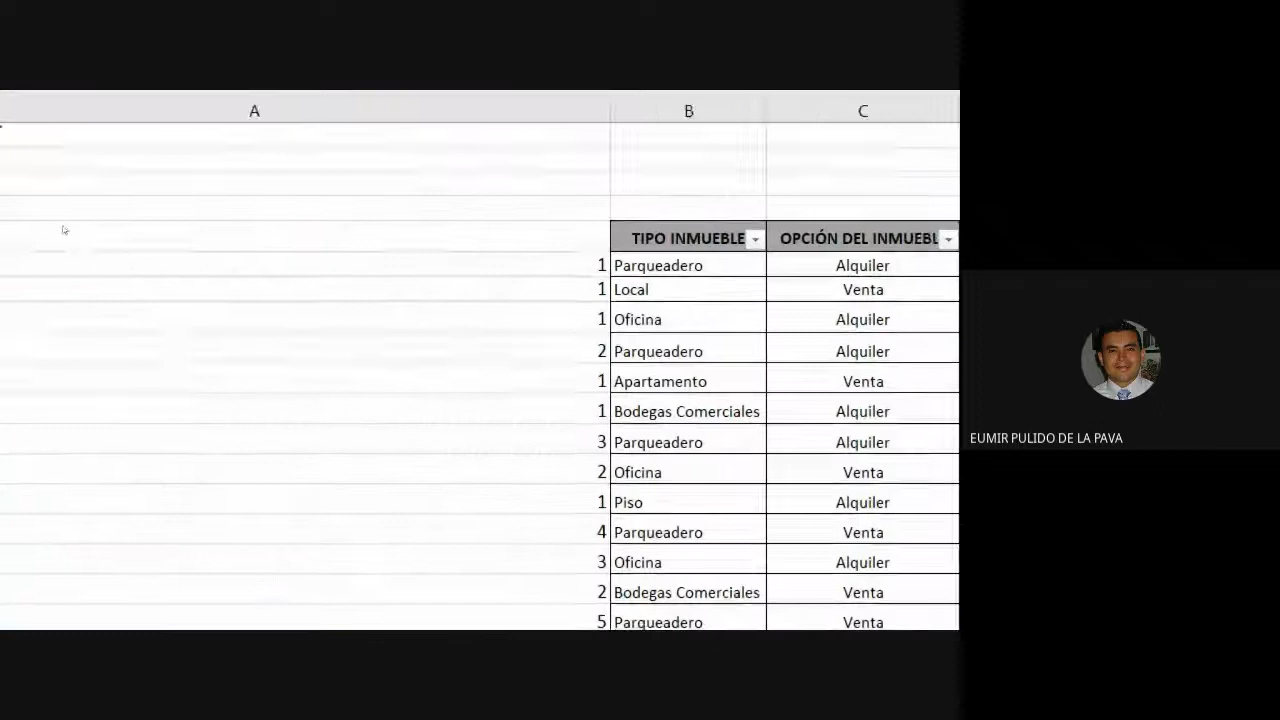 A B C
TIPO INMUEBLE OPCIÓN DEL INMUEBL
1 Parqueadero Alquiler
1 Local Venta
1 Oficina Alquiler
2 Parqueadero Alquiler
1 Apartamento Venta
1 Bodegas Comerciales Alquiler
3 Parqueadero Alquiler
EUMIR PULIDO DE LA PAVA
2 Oficina Venta
1 Piso Alquiler
4 Parqueadero Venta
3 Oficina Alquiler
2 Bodegas Comerciales Venta
5 Parqueadero Venta